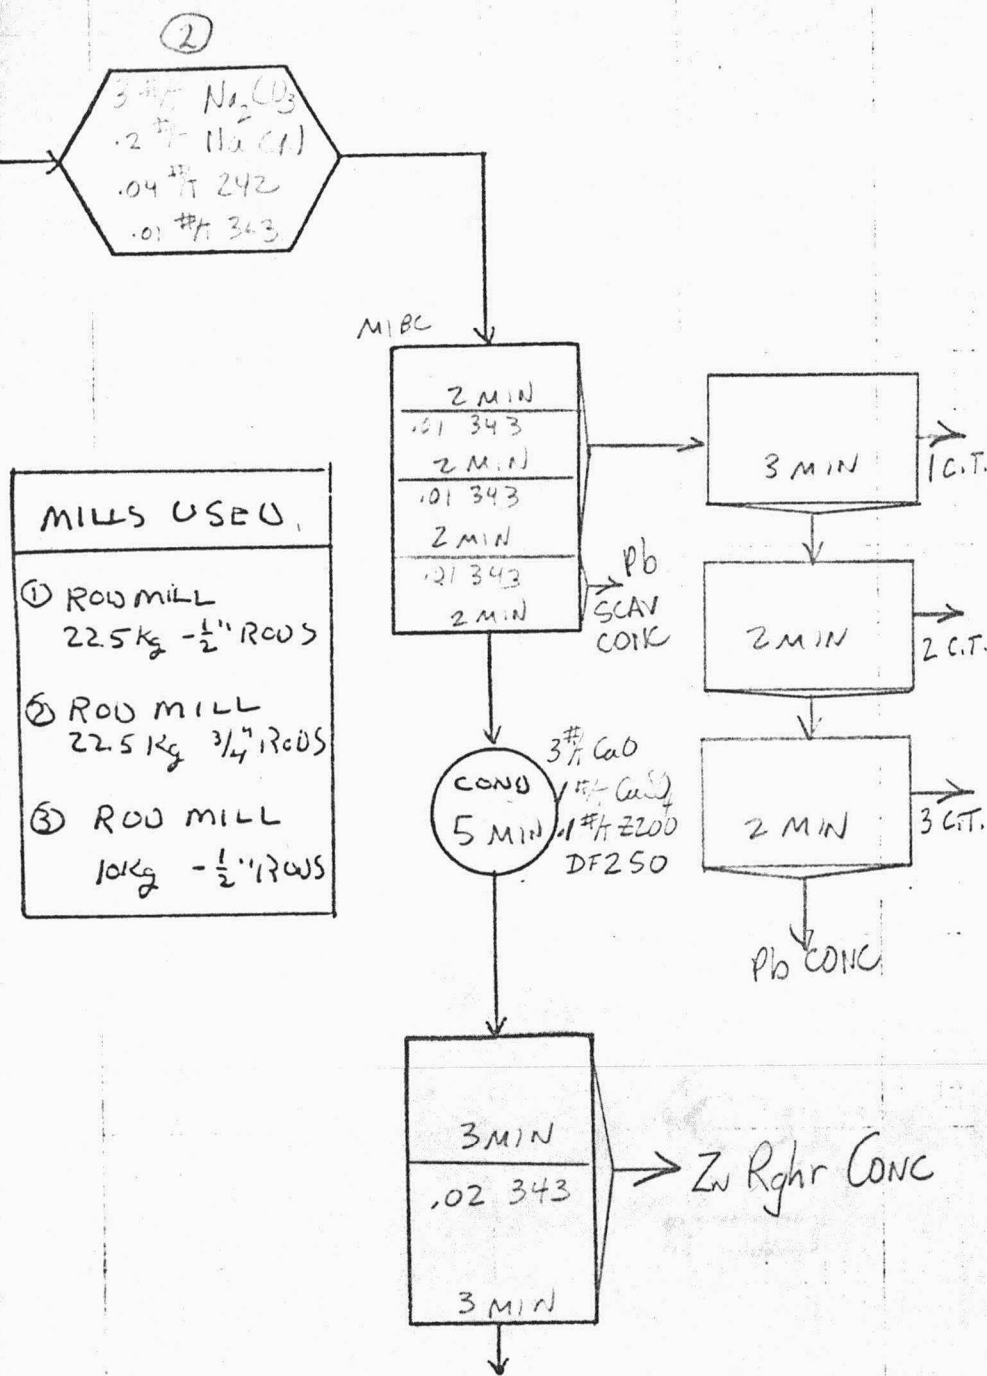 2
3 #/T Na2CO3
.2 #/T NaCN
.04 #/T 242
.01 #/T 343
MIBC
2 MIN
.01 343
2 MIN
.01 343
2 MIN
.01 343
2 MIN
Pb
SCAV
CONC
3 MIN
1 C.T.
2 MIN
2 C.T.
2 MIN
3 C.T.
Pb CONC
MILLS USED.
① ROD MILL
22.5 Kg - 1/2" RODS
② ROD MILL
22.5 Kg 3/4" RODS
③ ROD MILL
10Kg - 1/2" RODS
COND
5 MIN
3 #/T CaO
1 #/T CuSO4
.1 #/T Z200
DF250
3 MIN
.02 343
3 MIN
Zn Rghr CONC